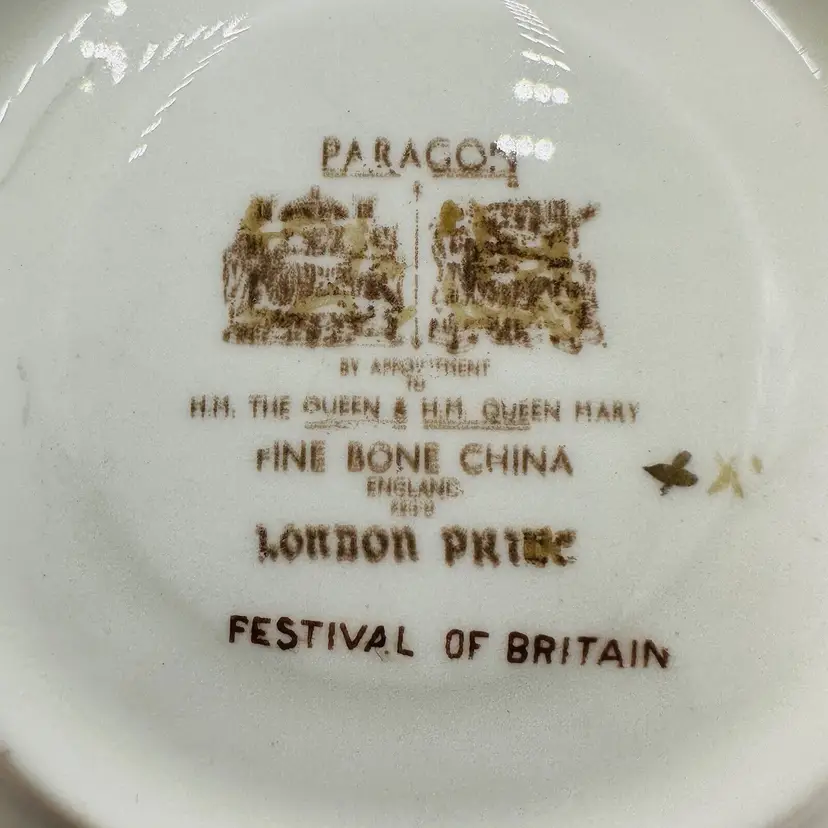 PARAGON
BY APPOINTMENT
TO
H.M. THE QUEEN & H.M. QUEEN MARY
FINE BONE CHINA
ENGLAND
LONDON PRIDE
FESTIVAL OF BRITAIN